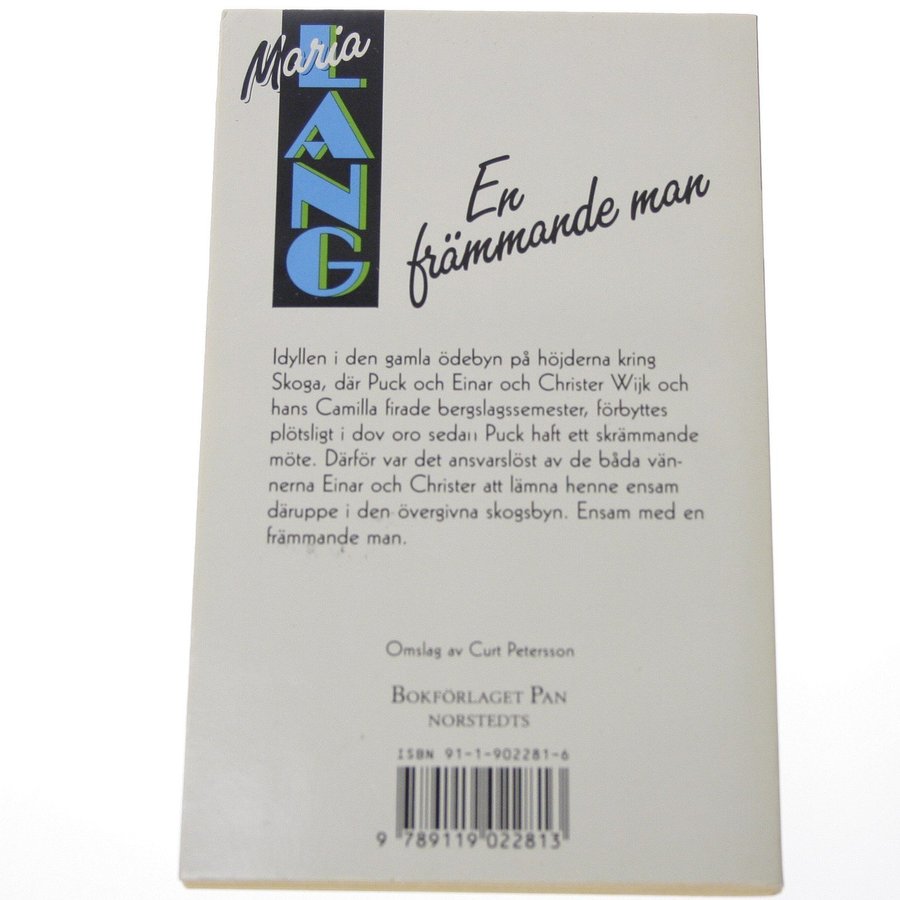 Maria
LANG
En
främmande man
Idyllen i den gamla ödebyn på höjderna kring
Skoga, där Puck och Einar och Christer Wijk och
hans Camilla firade bergslagssemester, förbyttes
plötsligt i dov oro sedan Puck haft ett skrämmande
möte. Därför var det ansvarslöst av de båda vän-
nerna Einar och Christer att lämna henne ensam
däruppe i den övergivna skogsbyn. Ensam med en
främmande man.
Omslag av Curt Petersson
BOKFÖRLAGET PAN
NORSTEDTS
ISBN 91-1-902281-6
9 789119 022813